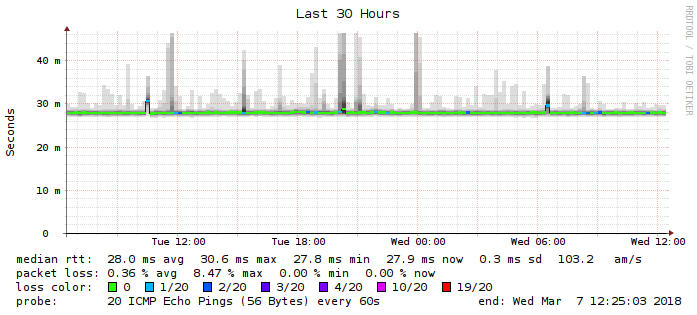 Last 30 Hours
RRDTOOL / TOBI OETIKER
Seconds
40 m
30 m
20 m
10 m
0
Tue 12:00 Tue 18:00 Wed 00:00 Wed 06:00 Wed 12:00
median rtt: 28.0 ms avg 30.6 ms max 27.8 ms min 27.9 ms now 0.3 ms sd 103.2 am/s
packet loss: 0.36 % avg 8.47 % max 0.00 % min 0.00 % now
loss color: 0 1/20 2/20 3/20 4/20 10/20 19/20
probe: 20 ICMP Echo Pings (56 Bytes) every 60s end: Wed Mar 7 12:25:03 2018